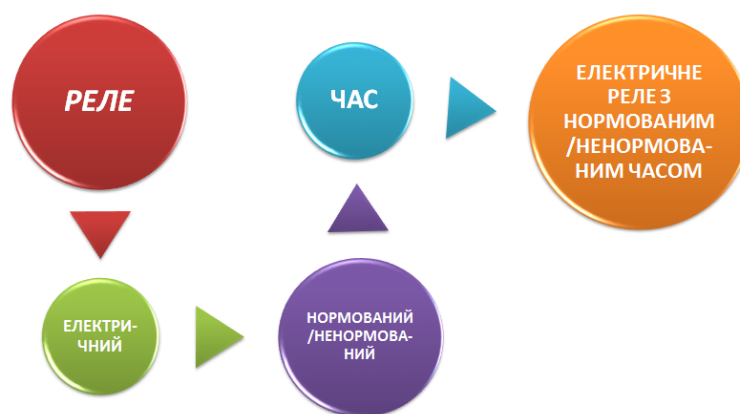 РЕЛЕ
ЕЛЕКТРИ-
ЧНИЙ
НОРМОВАНИЙ
/НЕНОРМОВА-
НИЙ
ЧАС
ЕЛЕКТРИЧНЕ
РЕЛЕ З
НОРМОВАНИМ
/НЕНОРМОВА-
НИМ ЧАСОМ